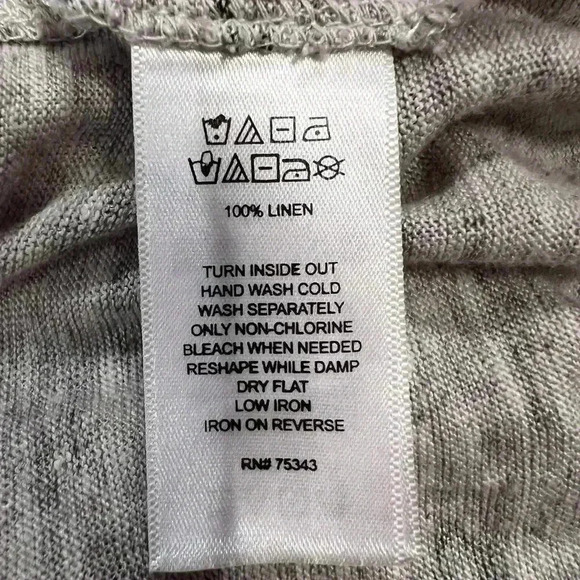 100% LINEN
TURN INSIDE OUT
HAND WASH COLD
WASH SEPARATELY
ONLY NON-CHLORINE
BLEACH WHEN NEEDED
RESHAPE WHILE DAMP
DRY FLAT
LOW IRON
IRON ON REVERSE
RN# 75343